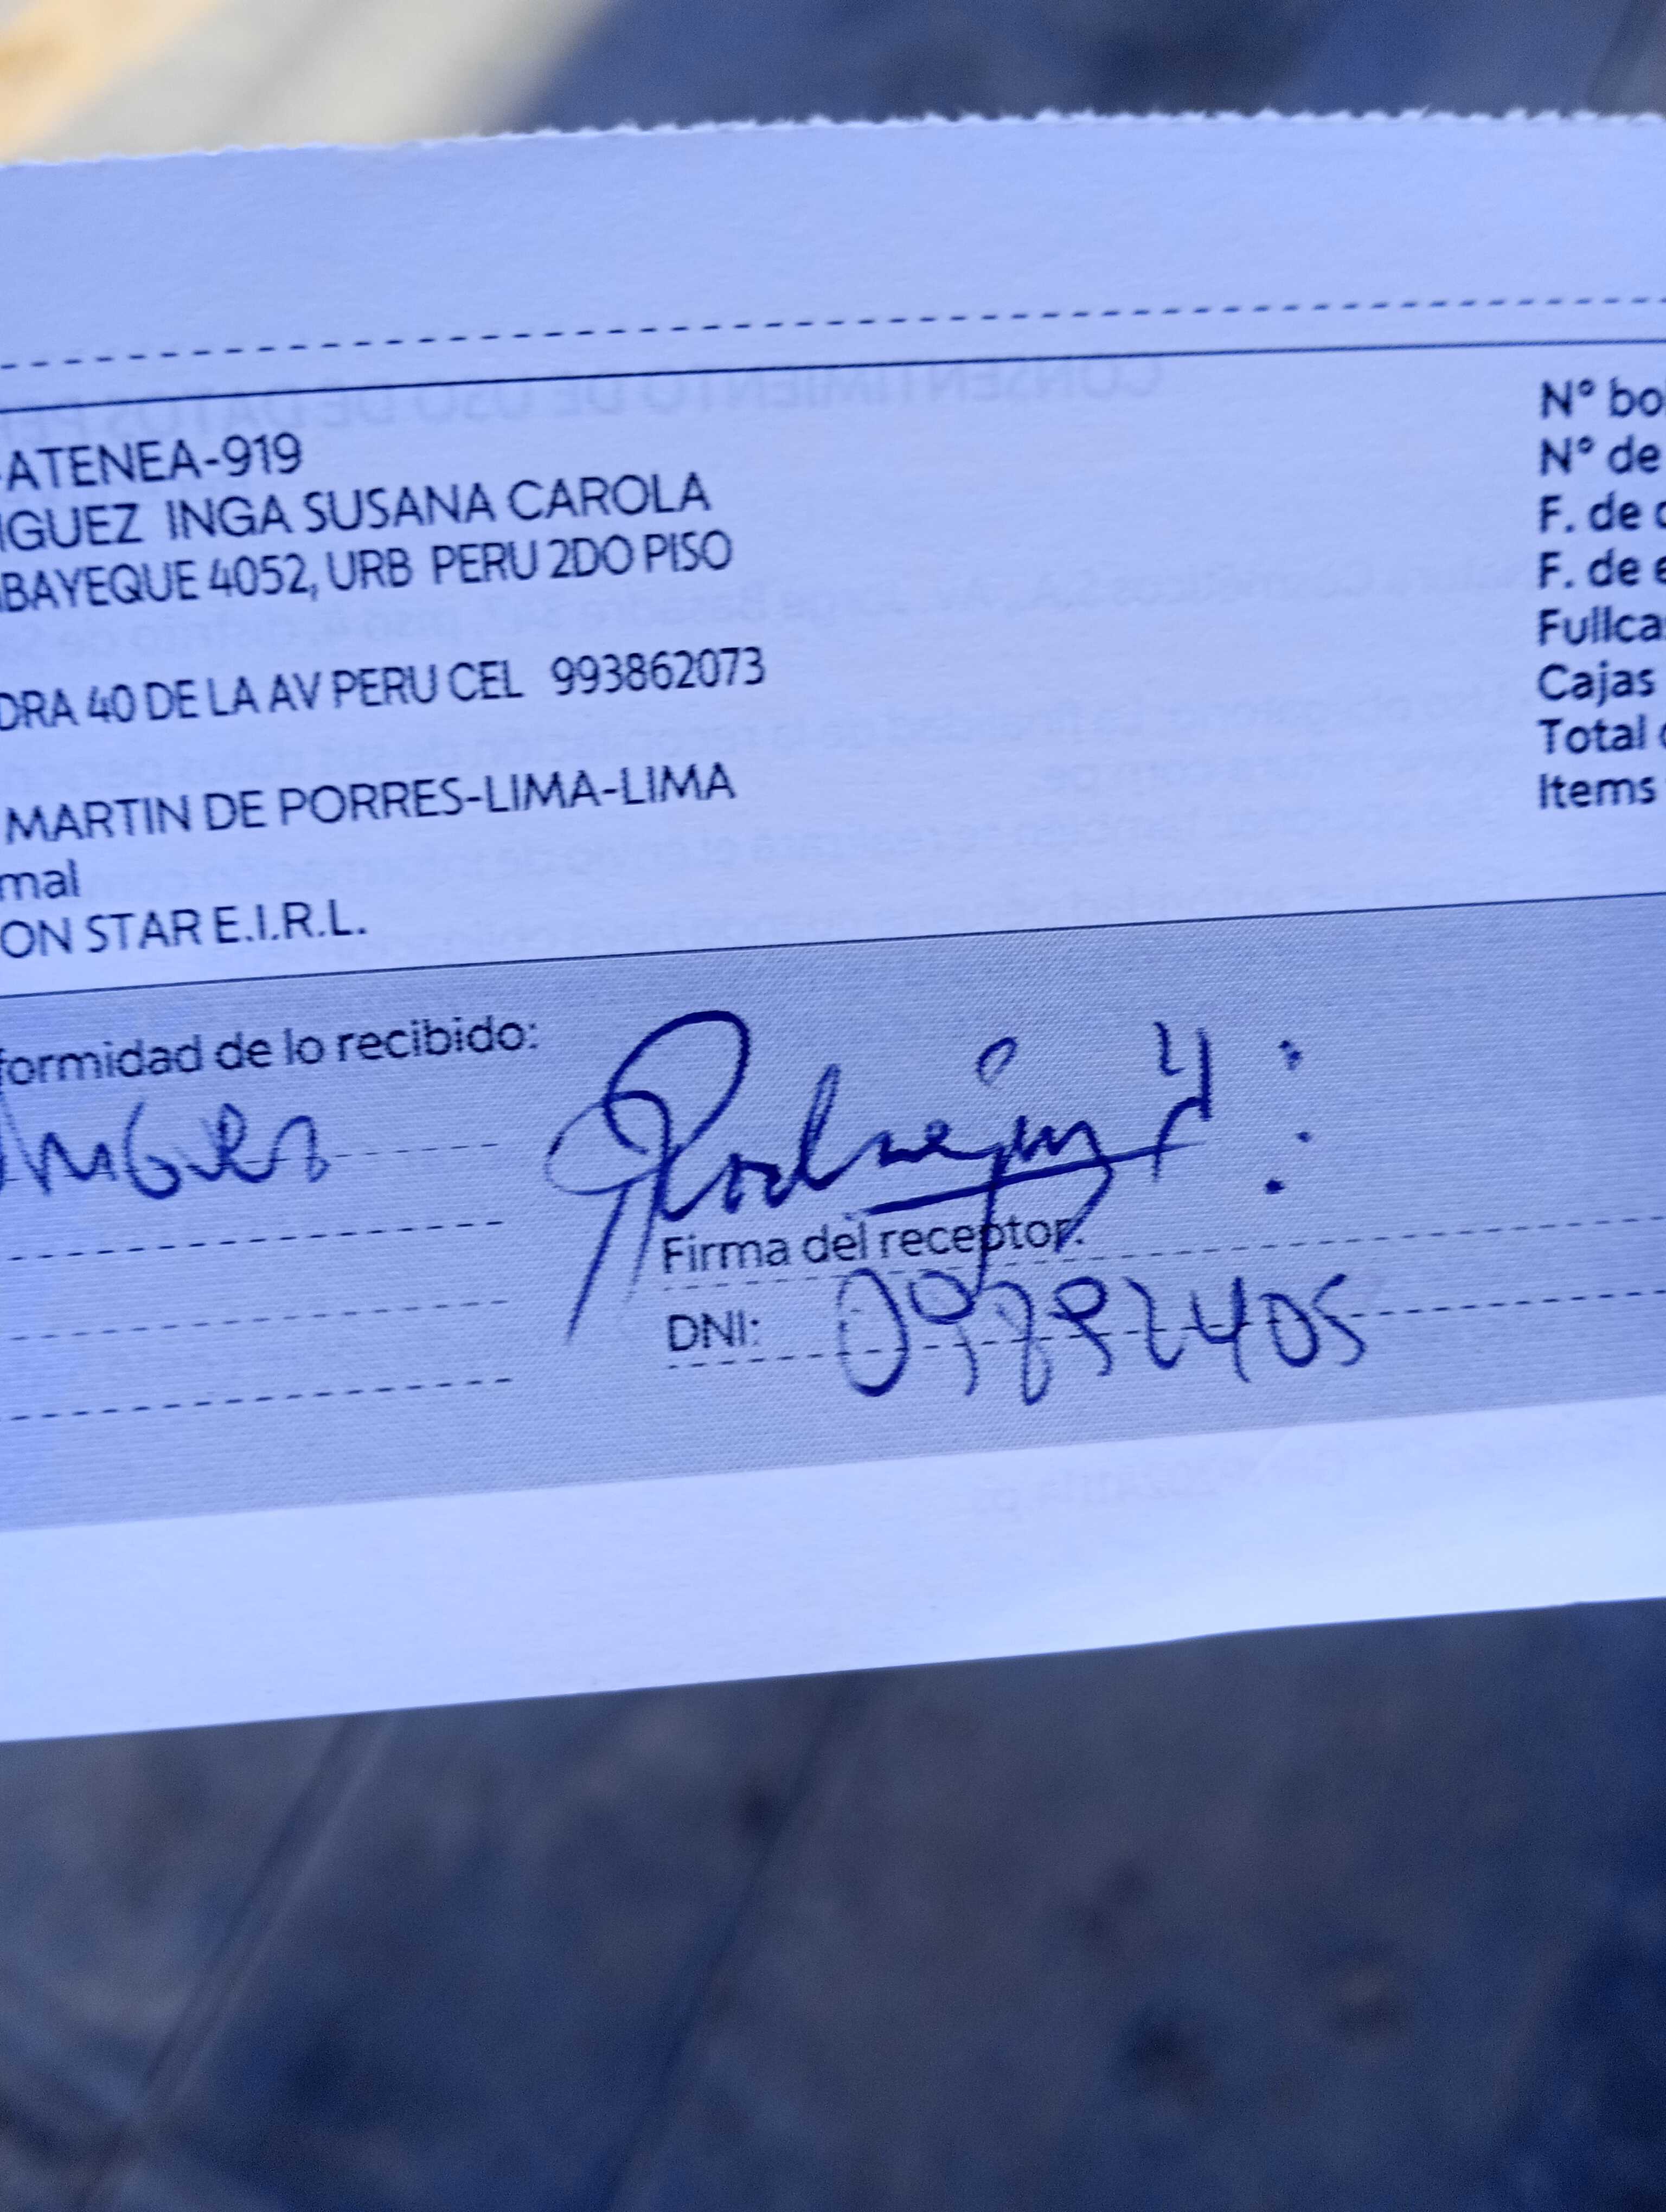 -ATENEA-919
IGUEZ INGA SUSANA CAROLA
BAYEQUE 4052, URB PERU 2DO PISO
DRA 40 DE LA AV PERU CEL 993862073
MARTIN DE PORRES-LIMA-LIMA
mal
ON STAR E.I.R.L.
N° bol
N° de
F. de
F. de e
Fullca
Cajas
Total
Items
formidad de lo recibido:
Firma del receptor:
DNI: 09892405